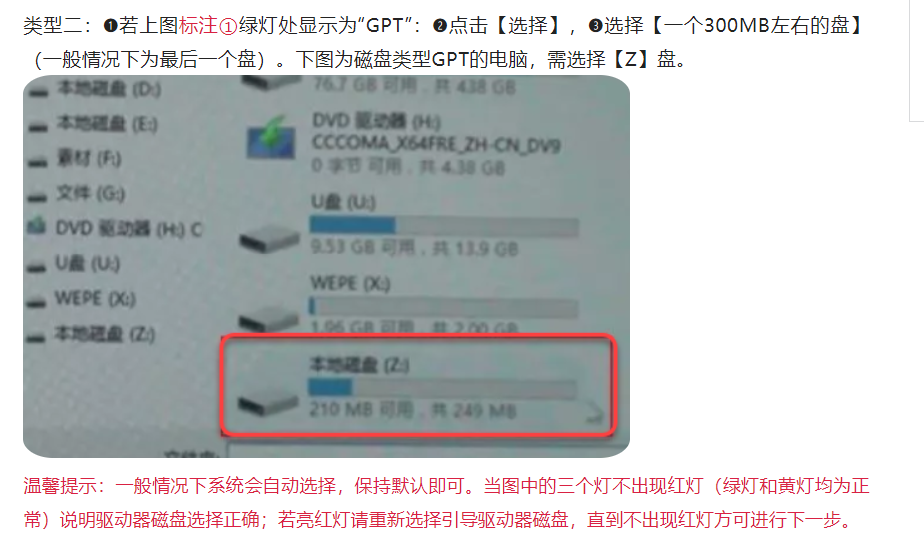 类型二：❶若上图标注①绿灯处显示为“GPT”：❷点击【选择】，❸选择【一个300MB左右的盘】
（一般情况下为最后一个盘）。下图为磁盘类型GPT的电脑，需选择【Z】盘。
本地磁盘 (D:)
本地磁盘 (E:)
素材 (F:)
文件 (G:)
DVD 驱动器 (H:) C
U盘 (U:)
WEPE (X:)
本地磁盘 (Z:)
76.7 GB 可用，共 438 GB
DVD 驱动器 (H:)
CCCOMA_X64FRE_ZH-CN_DV9
0 字节 可用，共 4.38 GB
U盘 (U:)
9.53 GB 可用，共 13.9 GB
WEPE (X:)
1.96 GB 可用，共 2.00 GB
本地磁盘 (Z:)
210 MB 可用，共 249 MB
温馨提示：一般情况下系统会自动选择，保持默认即可。当图中的三个灯不出现红灯（绿灯和黄灯均为正
常）说明驱动器磁盘选择正确；若亮红灯请重新选择引导驱动器磁盘，直到不出现红灯方可进行下一步。